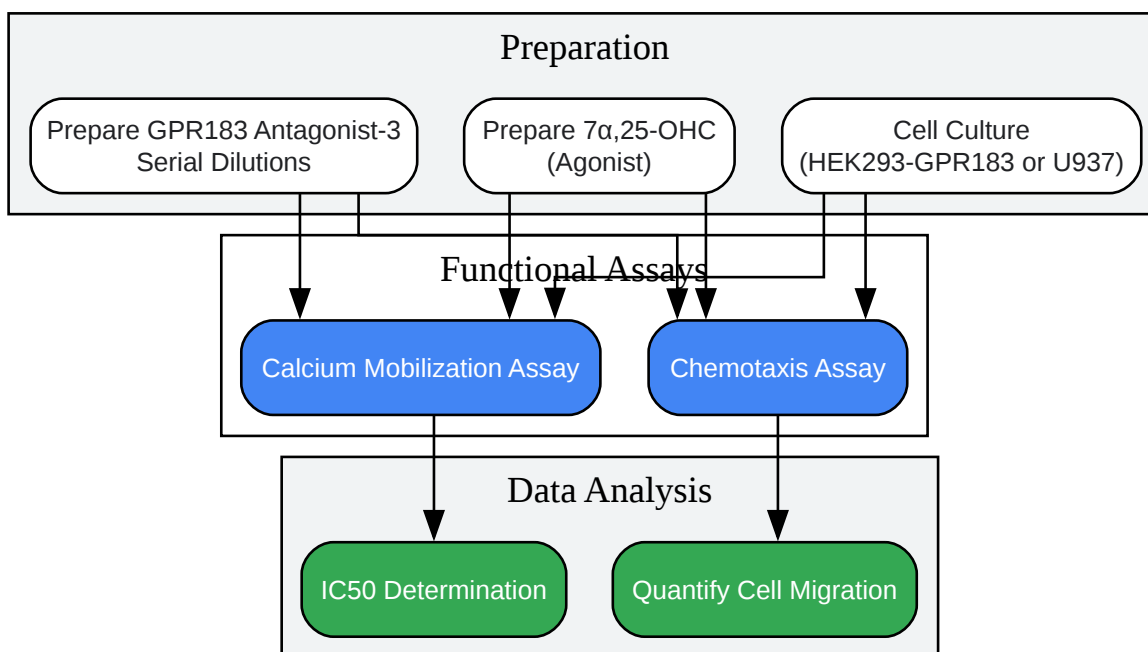 Preparation
Prepare GPR183 Antagonist-3
Serial Dilutions
Prepare 7α,25-OHC
(Agonist)
Cell Culture
(HEK293-GPR183 or U937)
Functional Assays
Calcium Mobilization Assay
Chemotaxis Assay
Data Analysis
IC50 Determination
Quantify Cell Migration